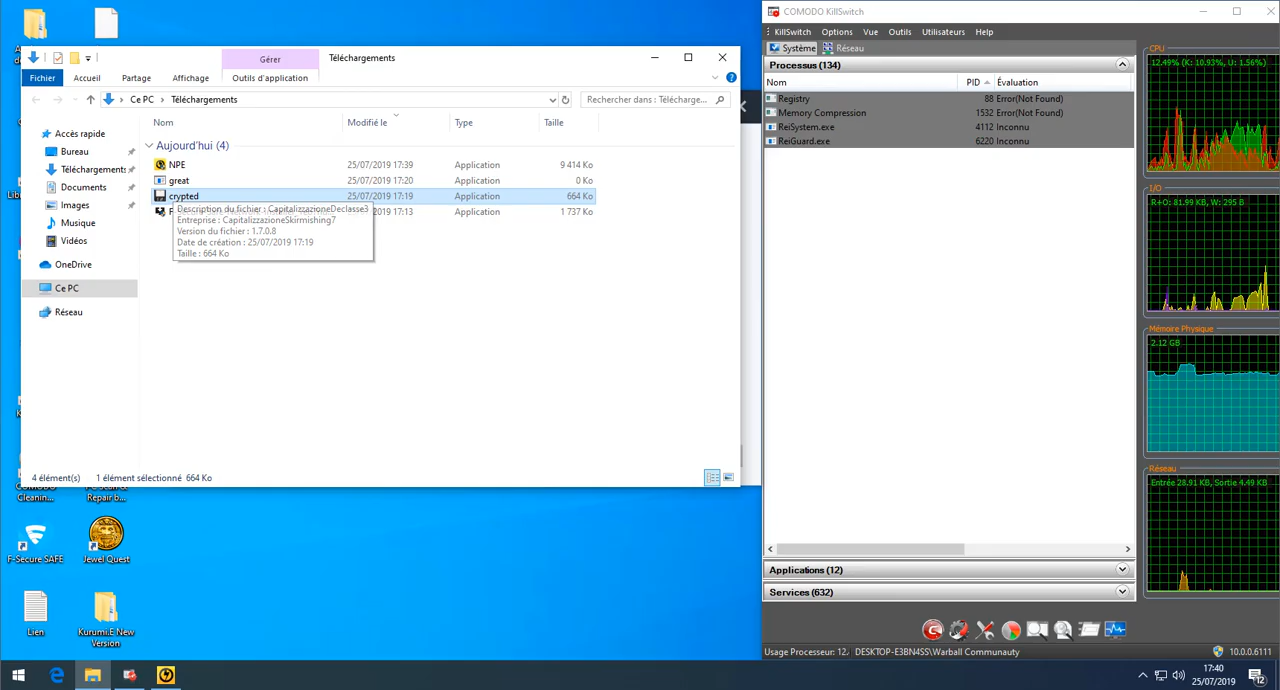 Gérer
Téléchargements
Fichier
Accueil
Partage
Affichage
Outils d'application
Ce PC
Téléchargements
Rechercher dans : Télécharge...
Accès rapide
Bureau
Téléchargement:
Documents
Images
Musique
Vidéos
OneDrive
Ce PC
Réseau
Nom
Modifié le
Type
Taille
Aujourd'hui (4)
NPE 25/07/2019 17:39 Application 9 414 Ko
great 25/07/2019 17:20 Application 0 Ko
crypted 25/07/2019 17:19 Application 664 Ko
25/07/2019 17:13 Application 1 737 Ko
Description du fichier : CapitalizzazioneDeclasse3
Entreprise : CapitalizzazioneSkirmishing7
Version du fichier : 1.7.0.8
Date de création : 25/07/2019 17:19
Taille : 664 Ko
4 élément(s) 1 élément sélectionné 664 Ko
COMODO
Cleanin...
Repair b...
F-Secure SAFE
Jewel Quest
Lien
Kurumi.E New
Version
COMODO KillSwitch
KillSwitch Options Vue Outils Utilisateurs Help
Système Réseau
Processus (134)
Nom PID Évaluation
Registry 88 Error(Not Found)
Memory Compression 1532 Error(Not Found)
ReiSystem.exe 4112 Inconnu
ReiGuard.exe 6220 Inconnu
Applications (12)
Services (632)
CPU
12.49% (K: 10.93%, U: 1.56%)
I/O
R+O: 81.99 KB, W: 295 B
Mémoire Physique
2.12 GB
Réseau
Entrée 28.91 KB, Sortie 4.49 KB
Usage Processeur: 12. DESKTOP-E3BN4SS\Warball Communauty
10.0.0.6111
17:40
25/07/2019
12